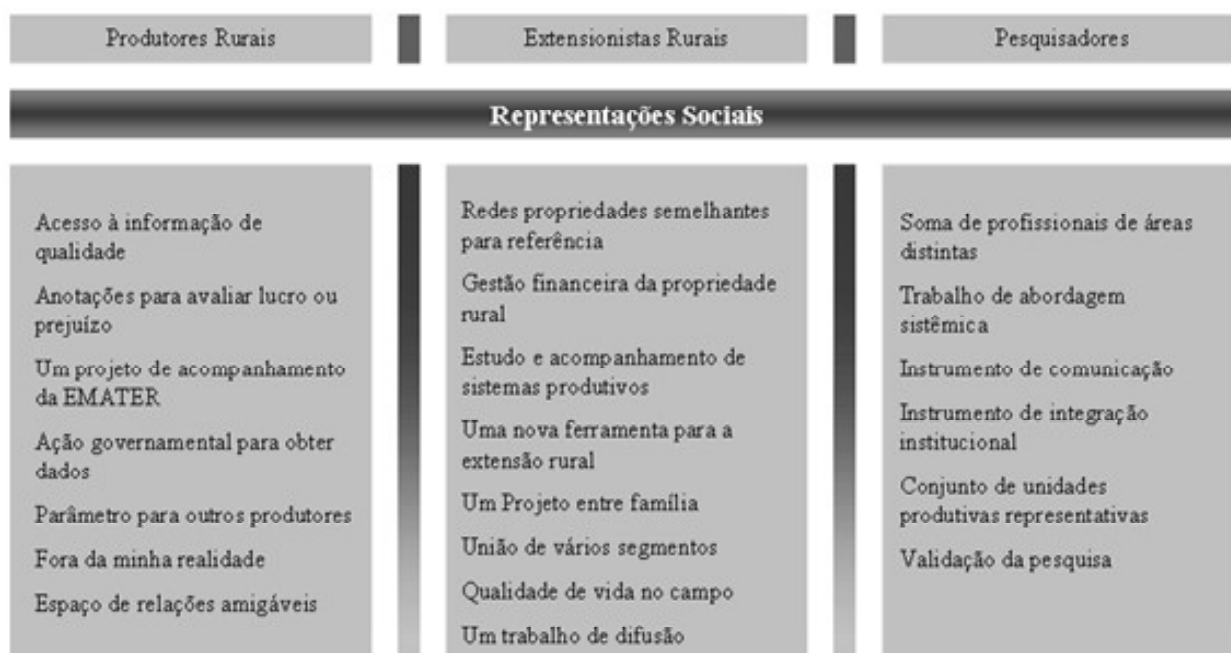 Produtores Rurais
Extensionistas Rurais
Pesquisadores
Representações Sociais
Acesso à informação de
qualidade
Anotações para avaliar lucro ou
prejuízo
Um projeto de acompanhamento
da EMATER
Ação governamental para obter
dados
Parâmetro para outros produtores
Fora da minha realidade
Espaço de relações amigáveis
Redes propriedades semelhantes
para referência
Gestão financeira da propriedade
rural
Estudo e acompanhamento de
sistemas produtivos
Uma nova ferramenta para a
extensão rural
Um Projeto entre família
União de vários segmentos
Qualidade de vida no campo
Um trabalho de difusão
Soma de profissionais de áreas
distintas
Trabalho de abordagem
sistêmica
Instrumento de comunicação
Instrumento de integração
institucional
Conjunto de unidades
produtivas representativas
Validação da pesquisa